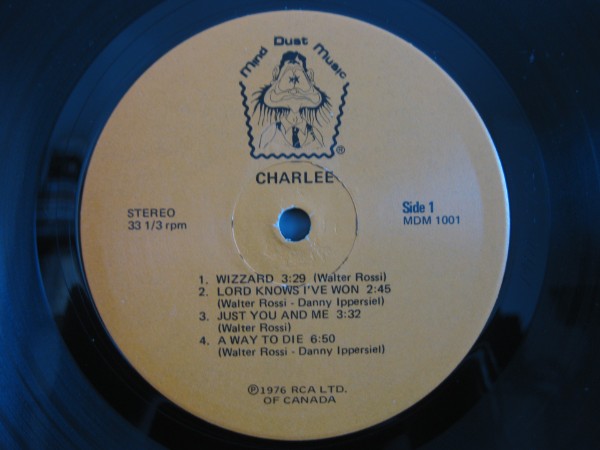 Mind Dust Music
®
CHARLEE
STEREO
33 1/3 rpm
Side 1
MDM 1001
1. WIZZARD 3:29 (Walter Rossi)
2. LORD KNOWS I'VE WON 2:45
(Walter Rossi - Danny Ippersiel)
3. JUST YOU AND ME 3:32
(Walter Rossi)
4. A WAY TO DIE 6:50
(Walter Rossi - Danny Ippersiel)
℗1976 RCA LTD.
OF CANADA